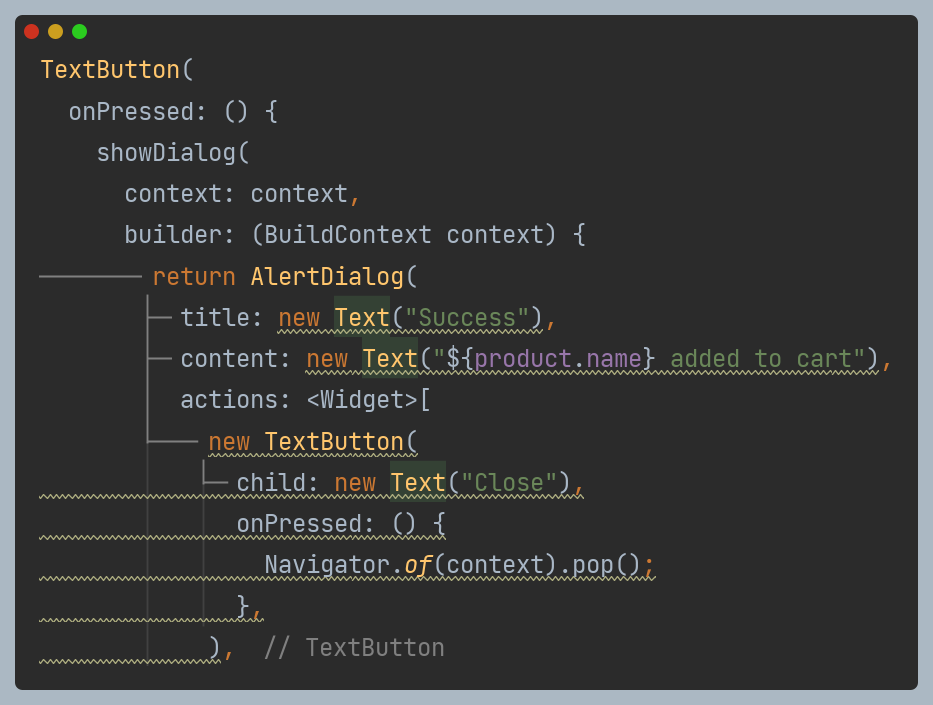 TextButton(
onPressed: () {
showDialog(
context: context,
builder: (BuildContext context) {
return AlertDialog(
title: new Text("Success"),
content: new Text("${product.name} added to cart"),
actions: <Widget>[
new TextButton(
child: new Text("Close"),
onPressed: () {
Navigator.of(context).pop();
},
),  // TextButton